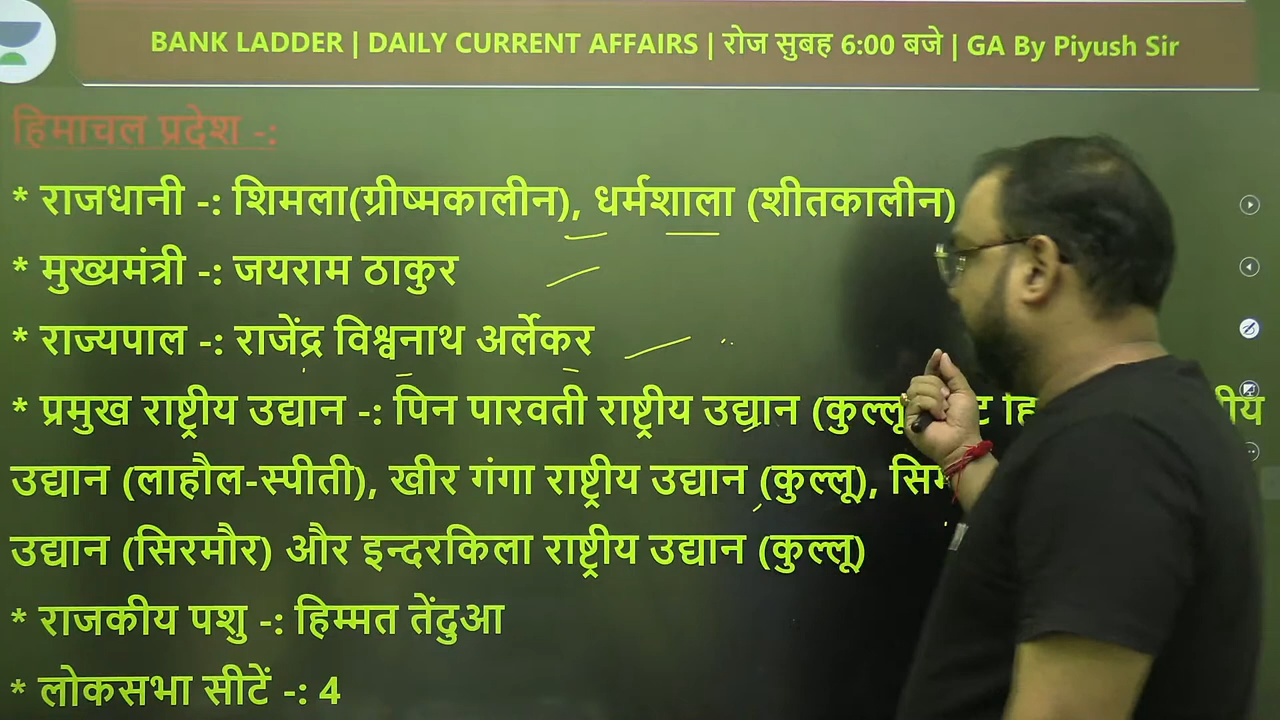 BANK LADDER | DAILY CURRENT AFFAIRS | रोज सुबह 6:00 बजे | GA By Piyush Sir
हिमाचल प्रदेश -:
* राजधानी -: शिमला(ग्रीष्मकालीन), धर्मशाला (शीतकालीन)
* मुख्यमंत्री -: जयराम ठाकुर
* राज्यपाल -: राजेंद्र विश्वनाथ अर्लेकर
* प्रमुख राष्ट्रीय उद्यान -: पिन पारवती राष्ट्रीय उद्यान (कुल्लू
उद्यान (लाहौल-स्पीती), खीर गंगा राष्ट्रीय उद्यान (कुल्लू),
उद्यान (सिरमौर) और इन्दरकिला राष्ट्रीय उद्यान (कुल्लू)
* राजकीय पशु -: हिम्मत तेंदुआ
* लोकसभा सीटें -: 4